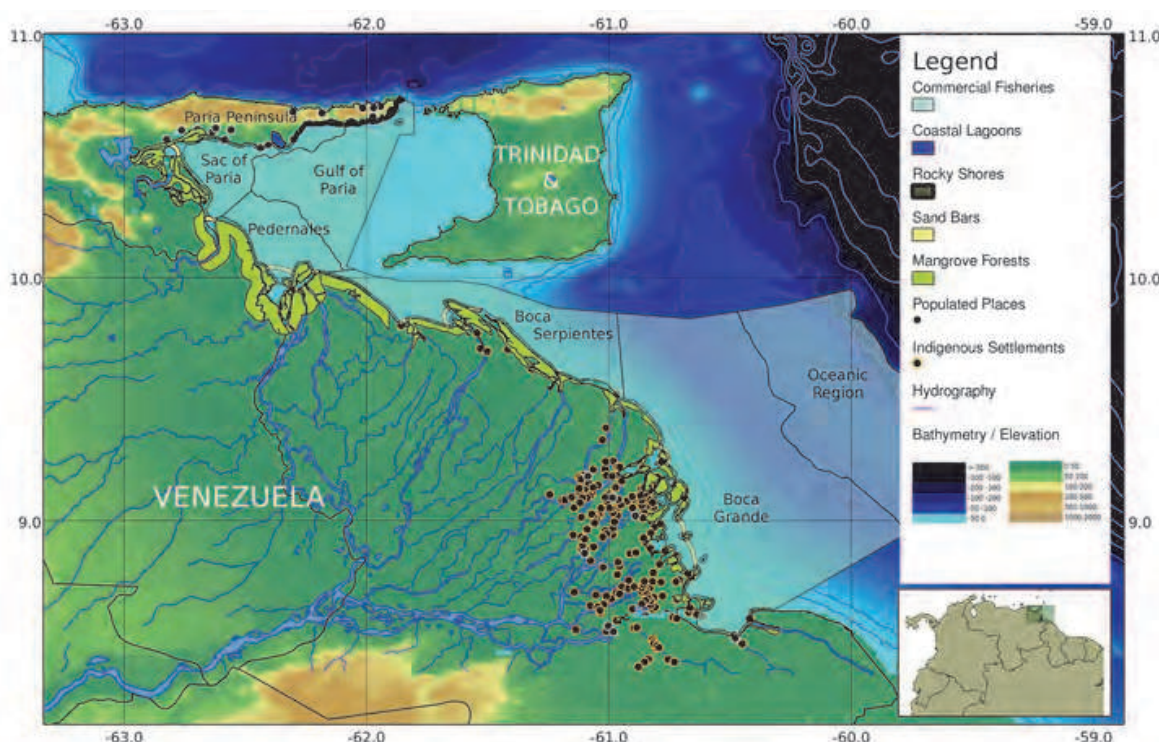 -63.0
-62.0
-61.0
-60.0
-59.0
11.0
11.0
Paria Peninsula
Sac of
Paria
Gulf of
Paria
TRINIDAD
&
TOBAGO
Pedernales
10.0
10.0
Boca
Serpientes
Oceanic
Region
VENEZUELA
Boca
Grande
9.0
9.0
-63.0
-62.0
-61.0
-60.0
-59.0
Legend
Commercial Fisheries
Coastal Lagoons
Rocky Shores
Sand Bars
Mangrove Forests
Populated Places
Indigenous Settlements
Hydrography
Bathymetry / Elevation